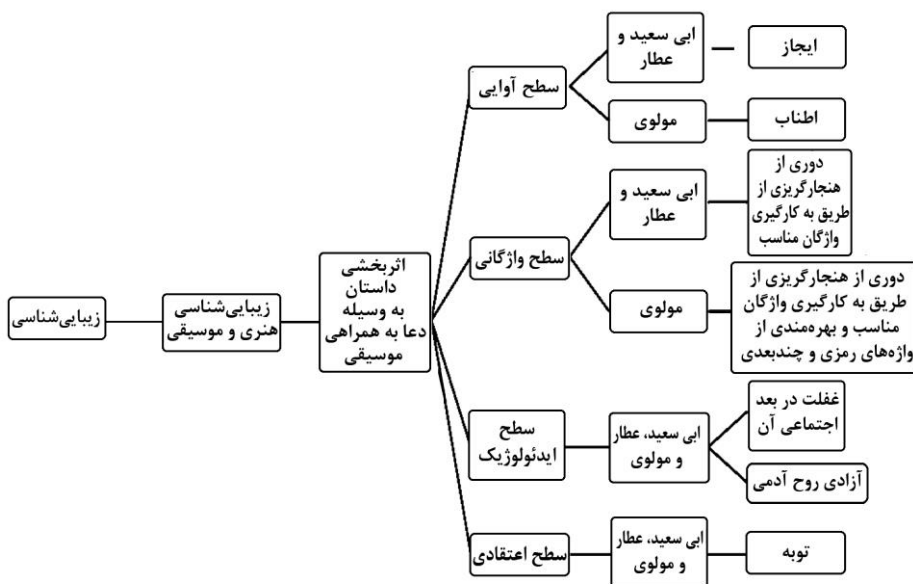 زیبایی‌شناسی
زیبایی‌شناسی
هنری و موسیقی
اثربخشی
داستان
به وسیله
دعا به همراهی
موسیقی
سطح آوایی
ابی سعید و
عطار
ایجاز
مولوی
اطناب
سطح واژگانی
ابی سعید و
عطار
دوری از
هنجارگریزی از
طریق به کارگیری
واژگان مناسب
مولوی
دوری از هنجارگریزی از
طریق به کارگیری واژگان
مناسب و بهره‌مندی از
واژه‌های رمزی و چندبعدی
سطح
ایدئولوژیک
ابی سعید، عطار
و مولوی
غفلت در بعد
اجتماعی آن
آزادی روح آدمی
سطح اعتقادی
ابی سعید، عطار
و مولوی
توبه